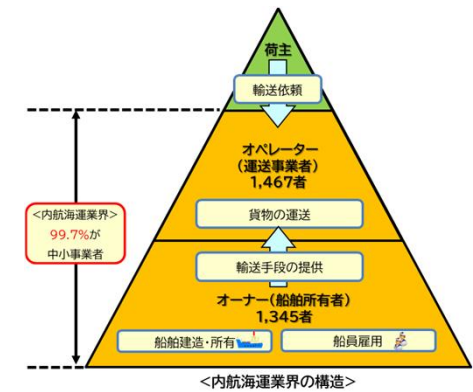 荷主
輸送依頼
オペレーター
(運送事業者)
1,467者
貨物の運送
<内航海運業界>
99.7%が
中小事業者
輸送手段の提供
オーナー(船舶所有者)
1,345者
船舶建造・所有
船員雇用
<内航海運業界の構造>